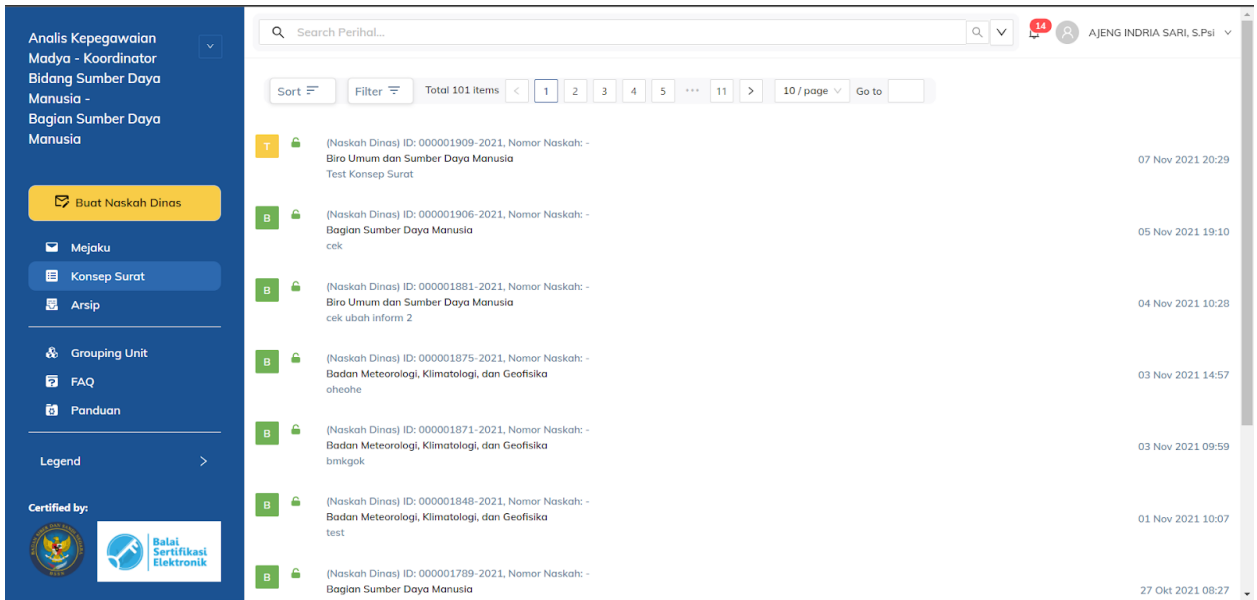 Analis Kepegawaian
Madya - Koordinator
Bidang Sumber Daya
Manusia -
Bagian Sumber Daya
Manusia
Buat Naskah Dinas
Mejaku
Konsep Surat
Arsip
Grouping Unit
FAQ
Panduan
Legend
Certified by:
Balai
Sertifikasi
Elektronik
Search Perihal...
14
AJENG INDRIA SARI, S.Psi
Sort
Filter
Total 101 items < 1 2 3 4 5 ••• 11 > 10 / page Go to
T
(Naskah Dinas) ID: 000001909-2021, Nomor Naskah: -
Biro Umum dan Sumber Daya Manusia
Test Konsep Surat
07 Nov 2021 20:29
B
(Naskah Dinas) ID: 000001906-2021, Nomor Naskah: -
Bagian Sumber Daya Manusia
cek
05 Nov 2021 19:10
B
(Naskah Dinas) ID: 000001881-2021, Nomor Naskah: -
Biro Umum dan Sumber Daya Manusia
cek ubah inform 2
04 Nov 2021 10:28
B
(Naskah Dinas) ID: 000001875-2021, Nomor Naskah: -
Badan Meteorologi, Klimatologi, dan Geofisika
oheohe
03 Nov 2021 14:57
B
(Naskah Dinas) ID: 000001871-2021, Nomor Naskah: -
Badan Meteorologi, Klimatologi, dan Geofisika
bmkgok
03 Nov 2021 09:59
B
(Naskah Dinas) ID: 000001848-2021, Nomor Naskah: -
Badan Meteorologi, Klimatologi, dan Geofisika
test
01 Nov 2021 10:07
B
(Naskah Dinas) ID: 000001789-2021, Nomor Naskah: -
Bagian Sumber Daya Manusia
27 Okt 2021 08:27